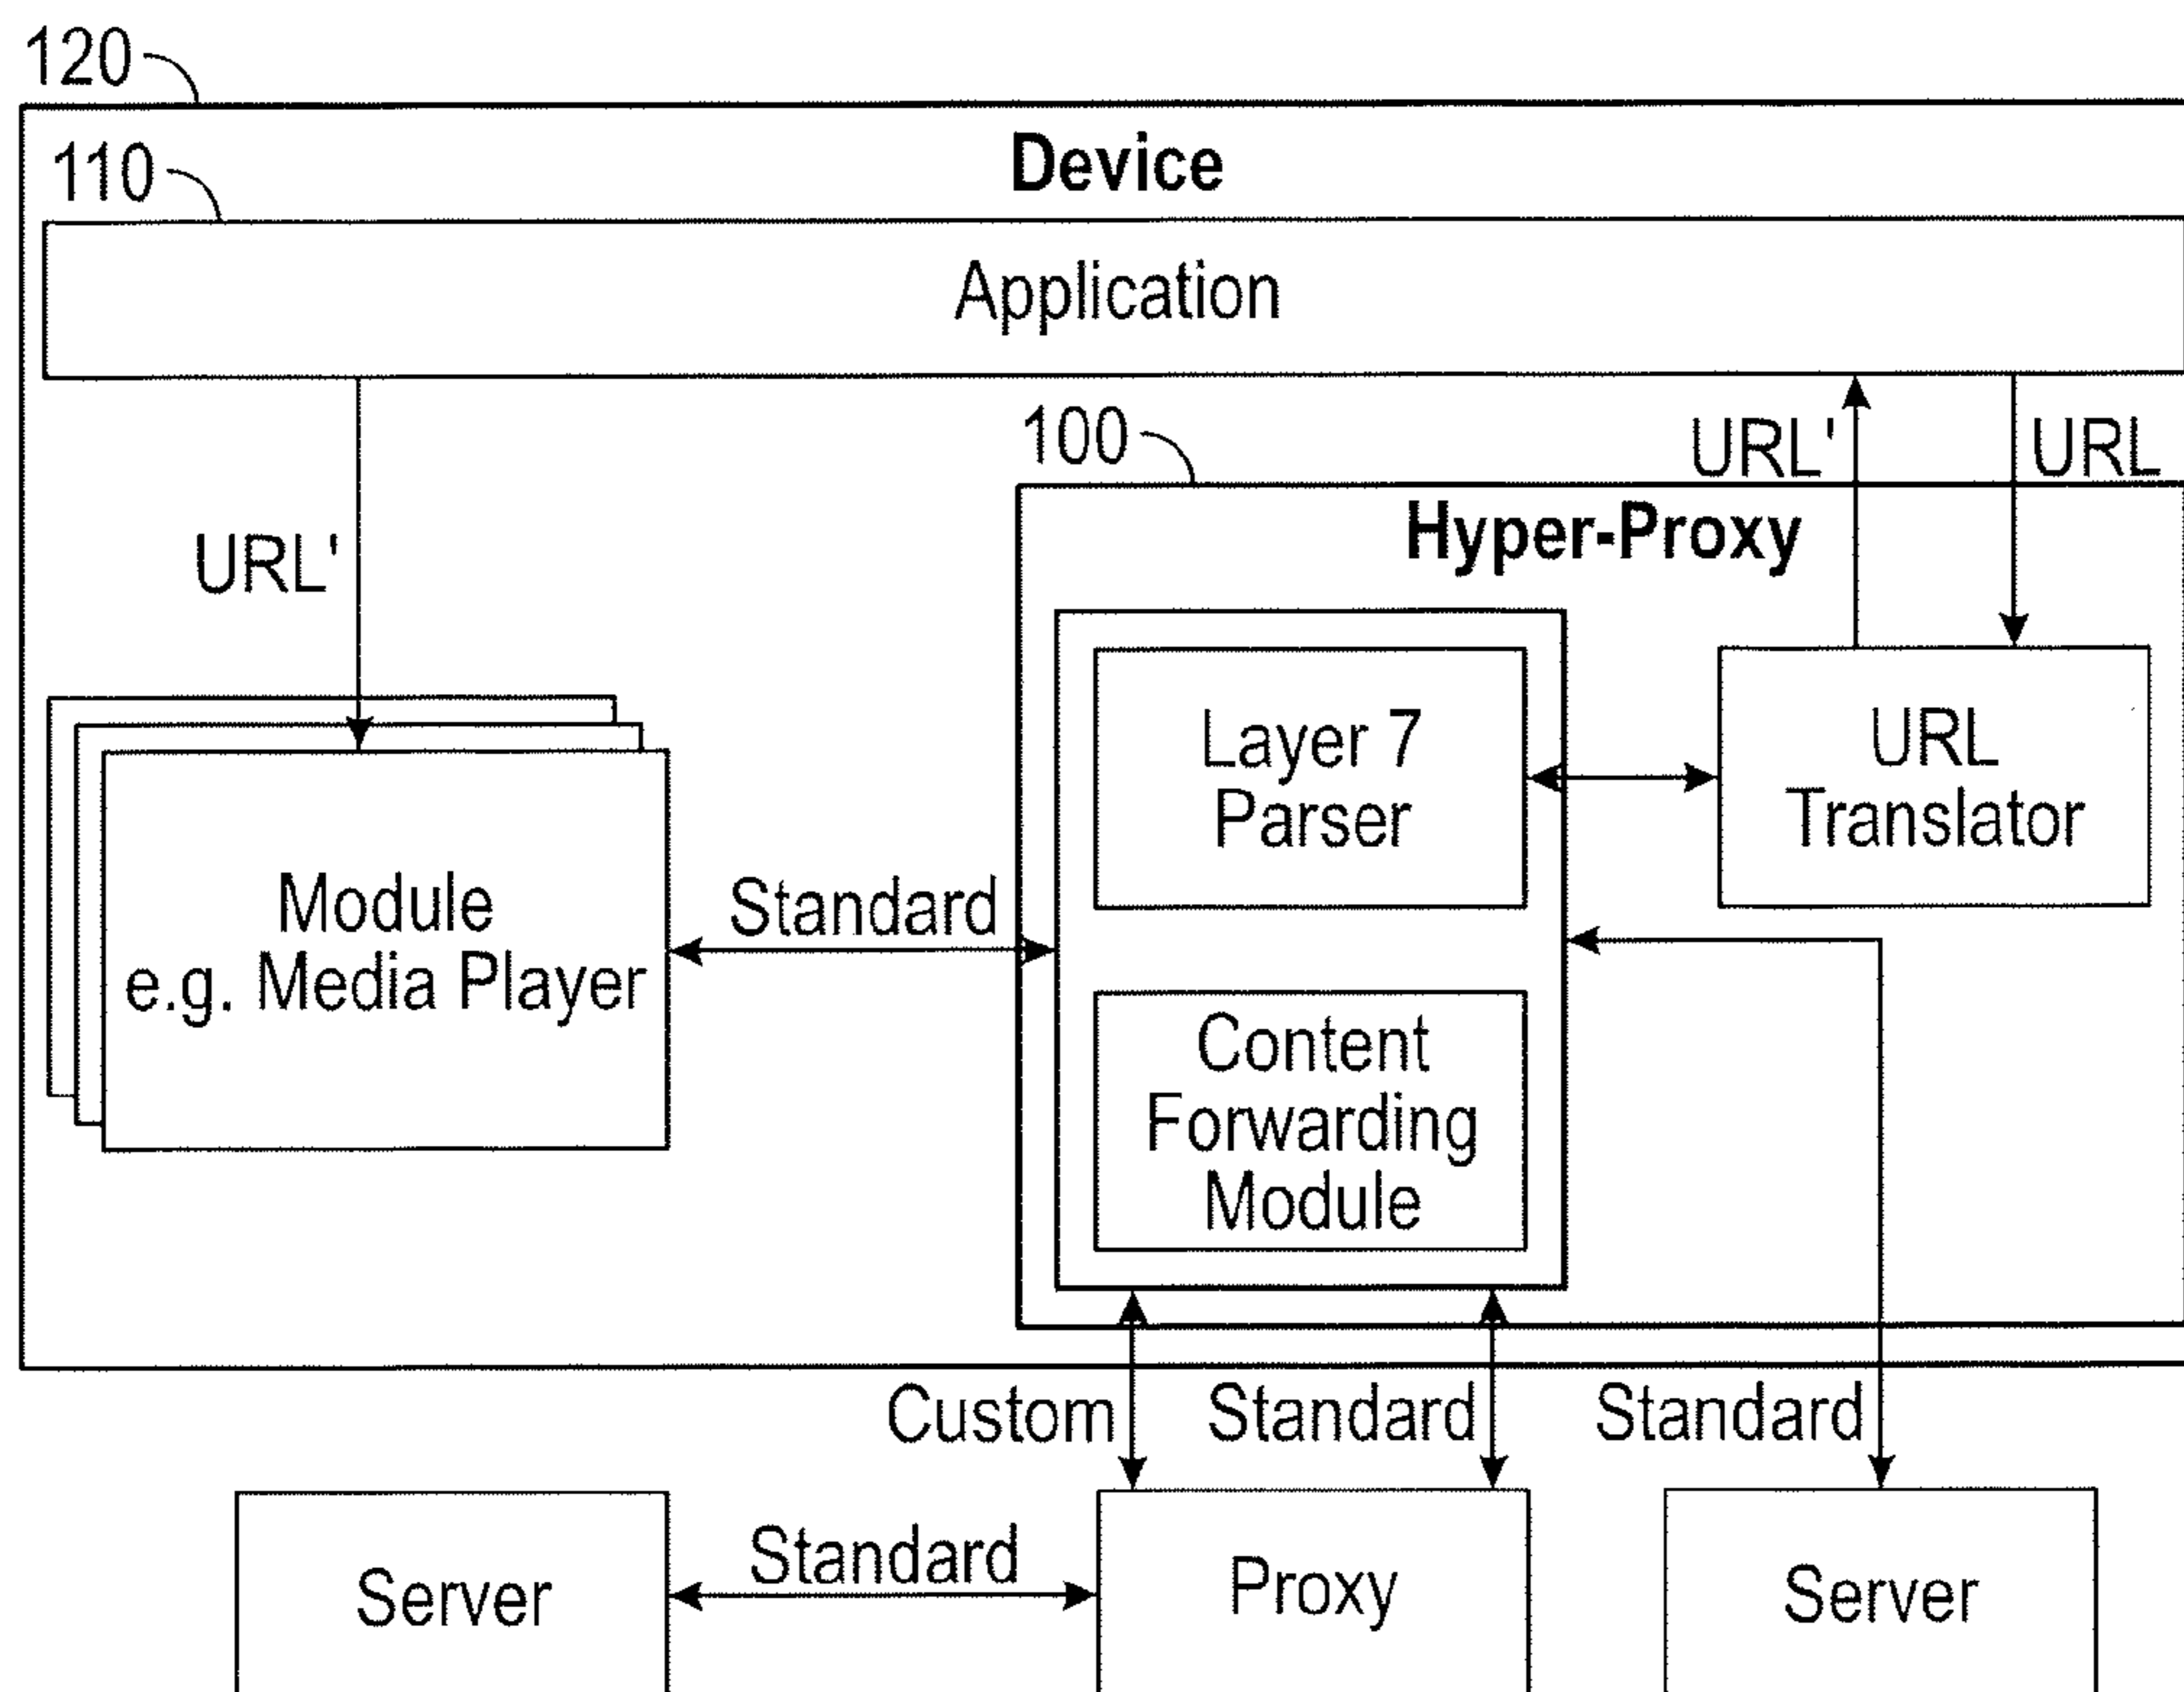 120
Device
110
Application
100
URL'
URL
Hyper-Proxy
URL'
Layer 7
Parser
URL
Translator
Module
e.g. Media Player
Standard
Content
Forwarding
Module
Custom
Standard
Standard
Server
Standard
Proxy
Server